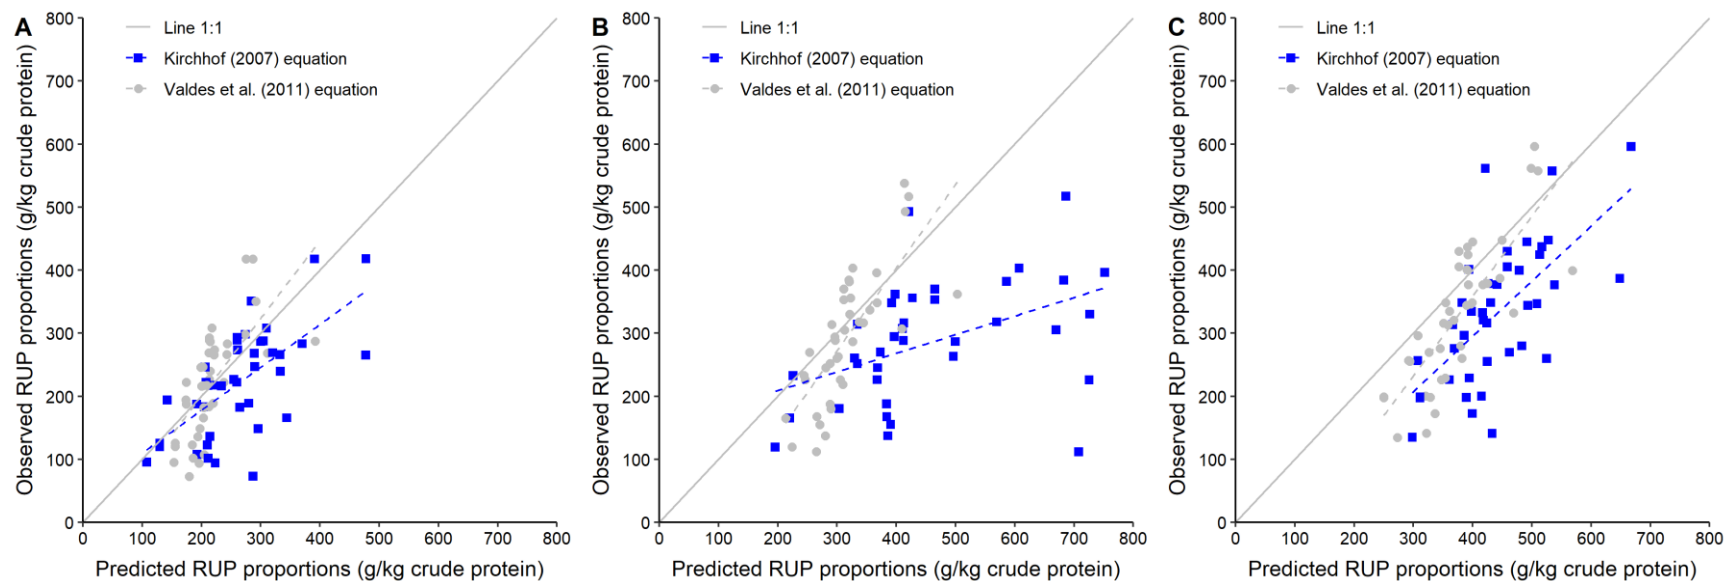 A
Line 1:1
Kirchhof (2007) equation
Valdes et al. (2011) equation
Observed RUP proportions (g/kg crude protein)
800
700
600
500
400
300
200
100
0
0 100 200 300 400 500 600 700 800
Predicted RUP proportions (g/kg crude protein)
B
Line 1:1
Kirchhof (2007) equation
Valdes et al. (2011) equation
Observed RUP proportions (g/kg crude protein)
800
700
600
500
400
300
200
100
0
0 100 200 300 400 500 600 700 800
Predicted RUP proportions (g/kg crude protein)
C
Line 1:1
Kirchhof (2007) equation
Valdes et al. (2011) equation
Observed RUP proportions (g/kg crude protein)
800
700
600
500
400
300
200
100
0
0 100 200 300 400 500 600 700 800
Predicted RUP proportions (g/kg crude protein)